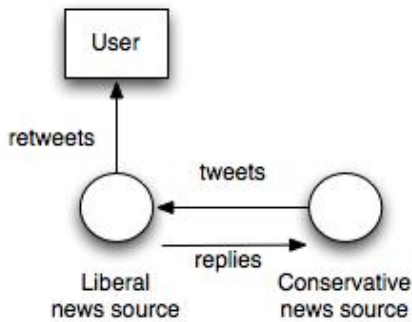 User
retweets
tweets
replies
Liberal
news source
Conservative
news source